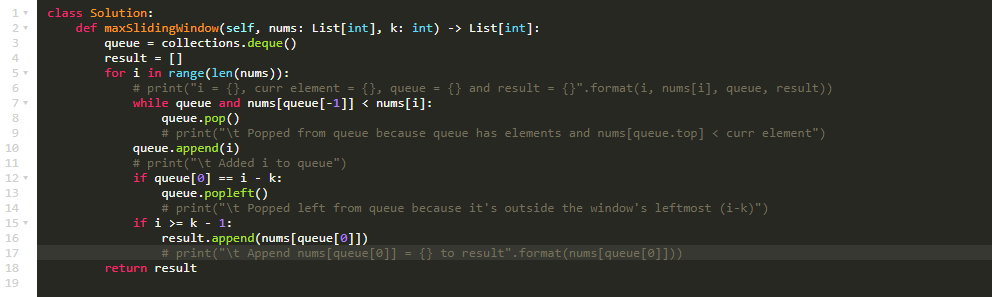 1 class Solution:
2     def maxSlidingWindow(self, nums: List[int], k: int) -> List[int]:
3         queue = collections.deque()
4         result = []
5         for i in range(len(nums)):
6             # print("i = {}, curr element = {}, queue = {} and result = {}".format(i, nums[i], queue, result))
7             while queue and nums[queue[-1]] < nums[i]:
8                 queue.pop()
9                 # print("\t Popped from queue because queue has elements and nums[queue.top] < curr element")
10             queue.append(i)
11             # print("\t Added i to queue")
12             if queue[0] == i - k:
13                 queue.popleft()
14                 # print("\t Popped left from queue because it's outside the window's leftmost (i-k)")
15             if i >= k - 1:
16                 result.append(nums[queue[0]])
17                 # print("\t Append nums[queue[0]] = {} to result".format(nums[queue[0]]))
18         return result
19